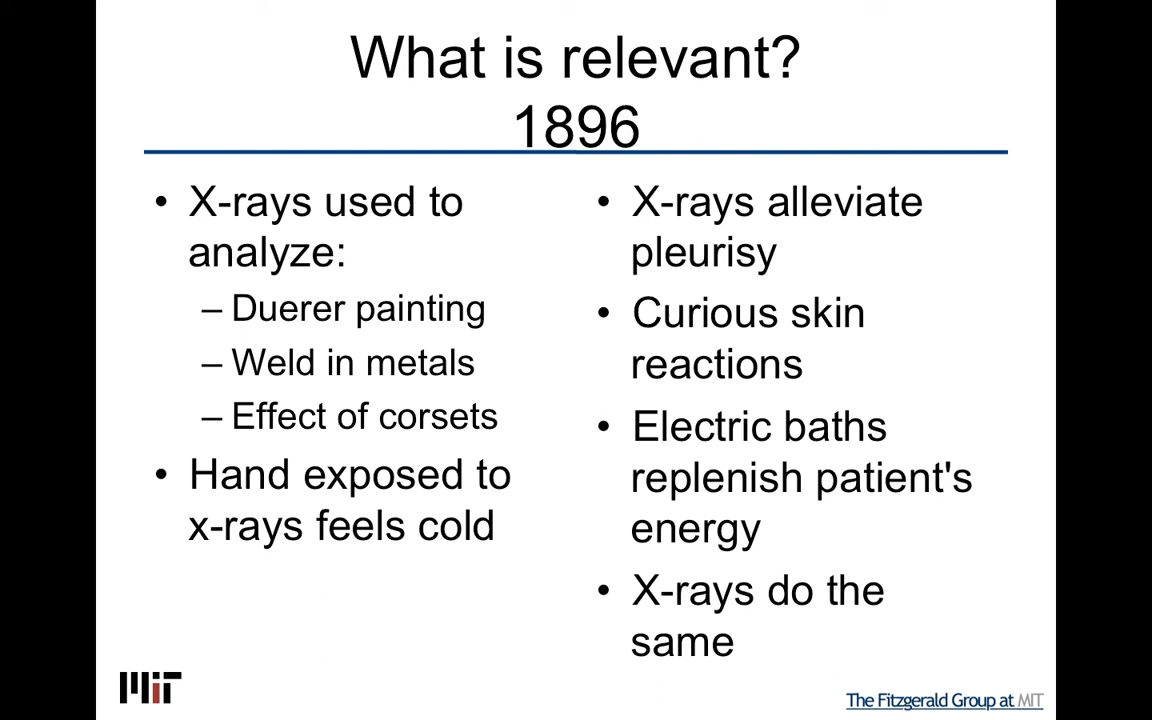 What is relevant?
1896
• X-rays used to
analyze:
– Duerer painting
– Weld in metals
– Effect of corsets
• Hand exposed to
x-rays feels cold
• X-rays alleviate
pleurisy
• Curious skin
reactions
• Electric baths
replenish patient's
energy
• X-rays do the
same
MIT
The Fitzgerald Group at MIT